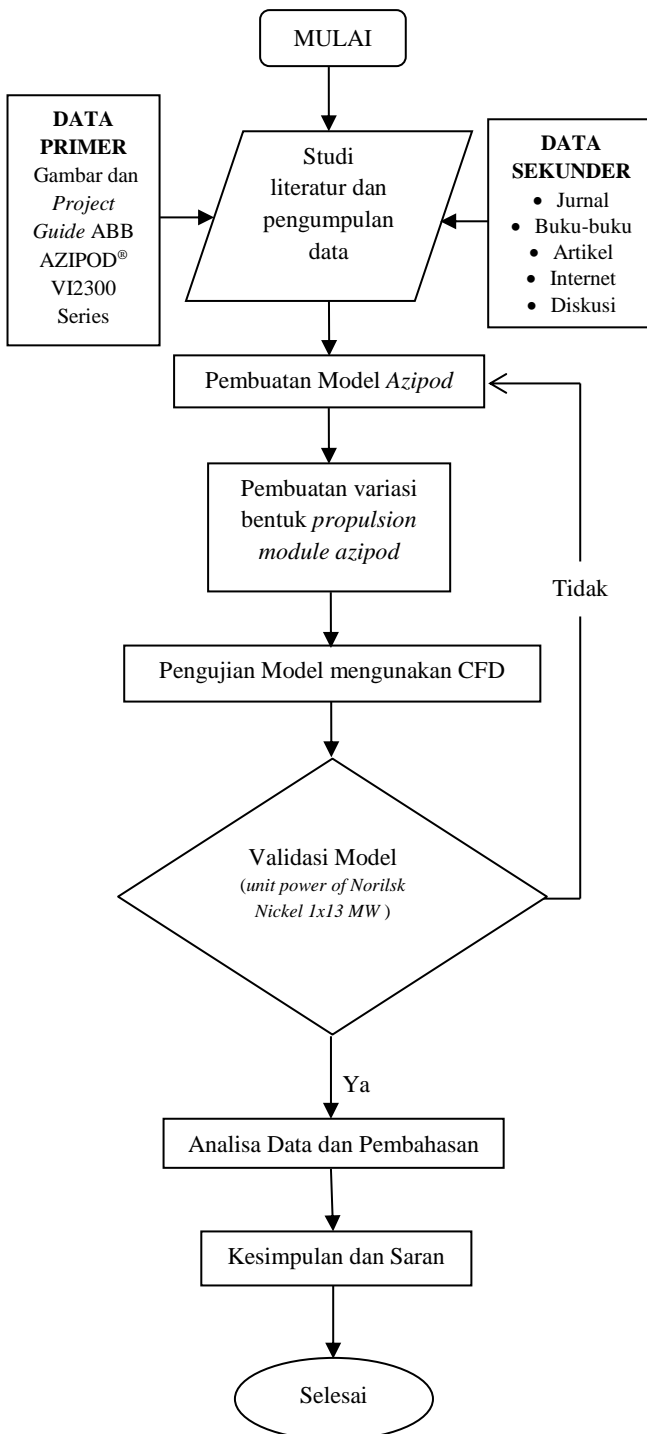 MULAI
DATA
PRIMER
Gambar dan
Project
Guide ABB
AZIPOD®
VI2300
Series
Studi
literatur dan
pengumpulan
data
DATA
SEKUNDER
• Jurnal
• Buku-buku
• Artikel
• Internet
• Diskusi
Pembuatan Model Azipod
Pembuatan variasi
bentuk propulsion
module azipod
Tidak
Pengujian Model mengunakan CFD
Validasi Model
(unit power of Norilsk
Nickel 1x13 MW )
Ya
Analisa Data dan Pembahasan
Kesimpulan dan Saran
Selesai